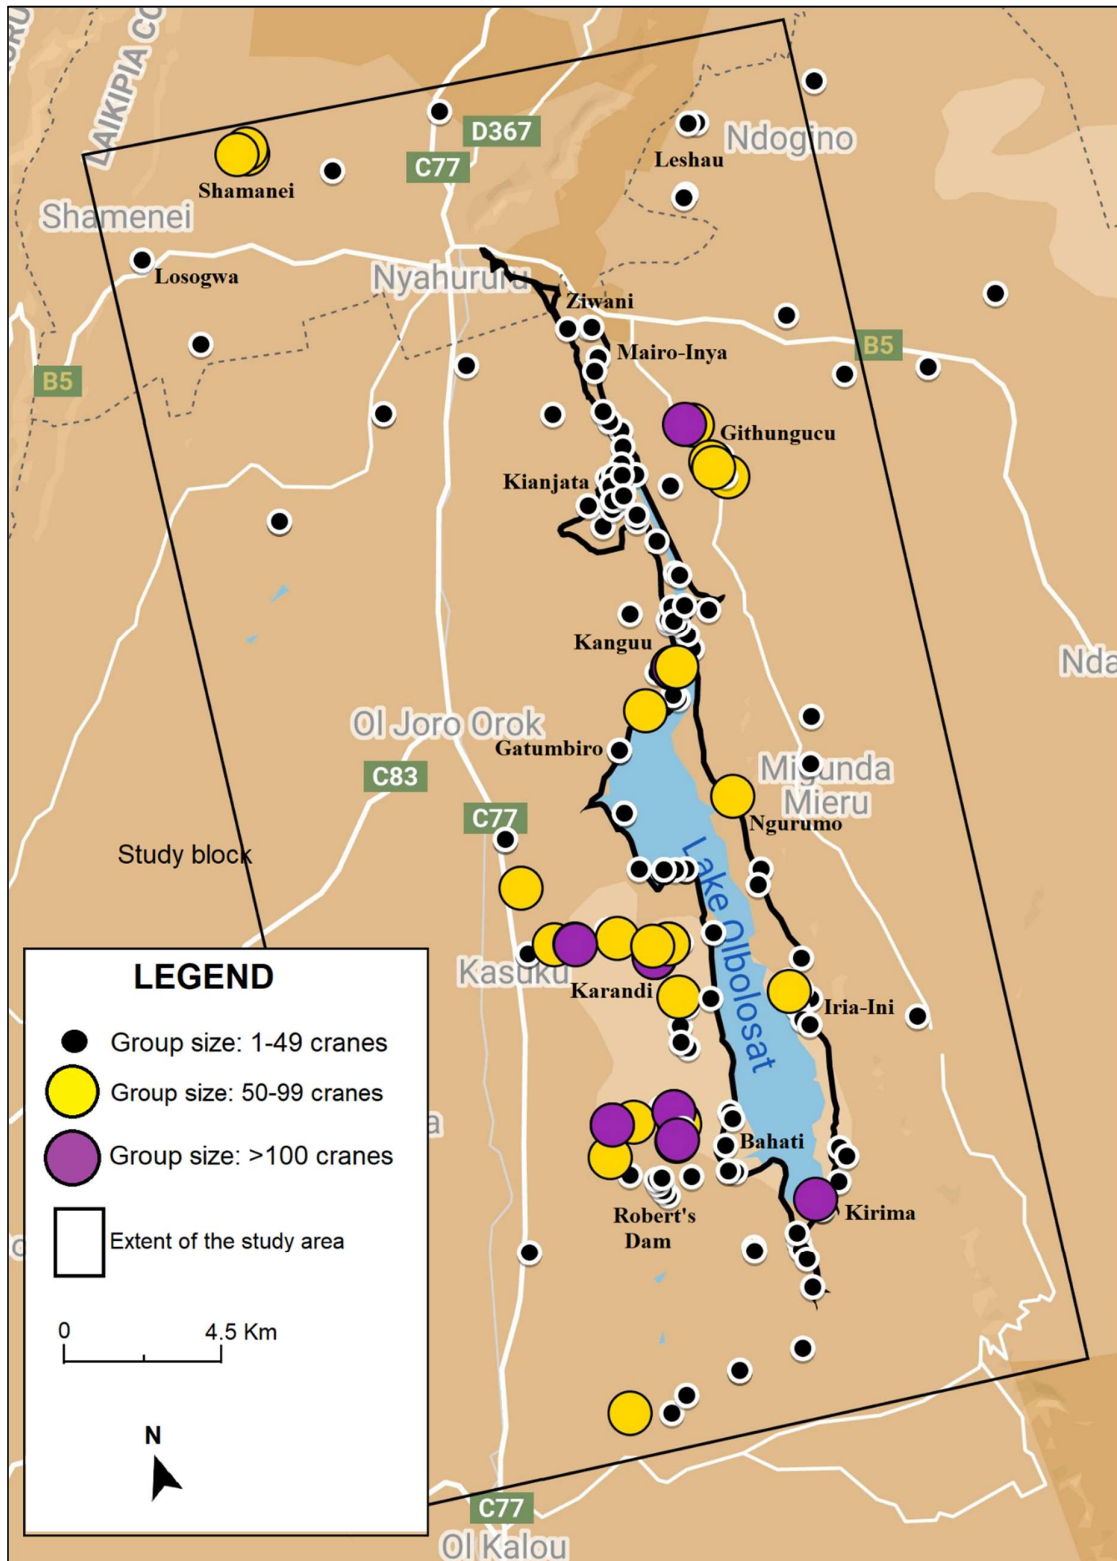 LAIKIPIA CO
D367
Ndogino
C77
Leshau
Shamanei
Shamenei
Losogwa
Nyahururu
Ziwani
Mairo-Inya
B5
B5
Githungucu
Kianjata
Kanguu
Nda
Ol Joro Orok
Gatumbiro
C83
Migunda
Mieru
C77
Ngurumo
Study block
Lake Olbolosat
Kasuku
Karandi
Iria-Ini
Bahati
Robert's
Dam
Kirima
LEGEND
Group size: 1-49 cranes
Group size: 50-99 cranes
Group size: >100 cranes
Extent of the study area
0 4.5 Km
N
C77
Ol Kalou